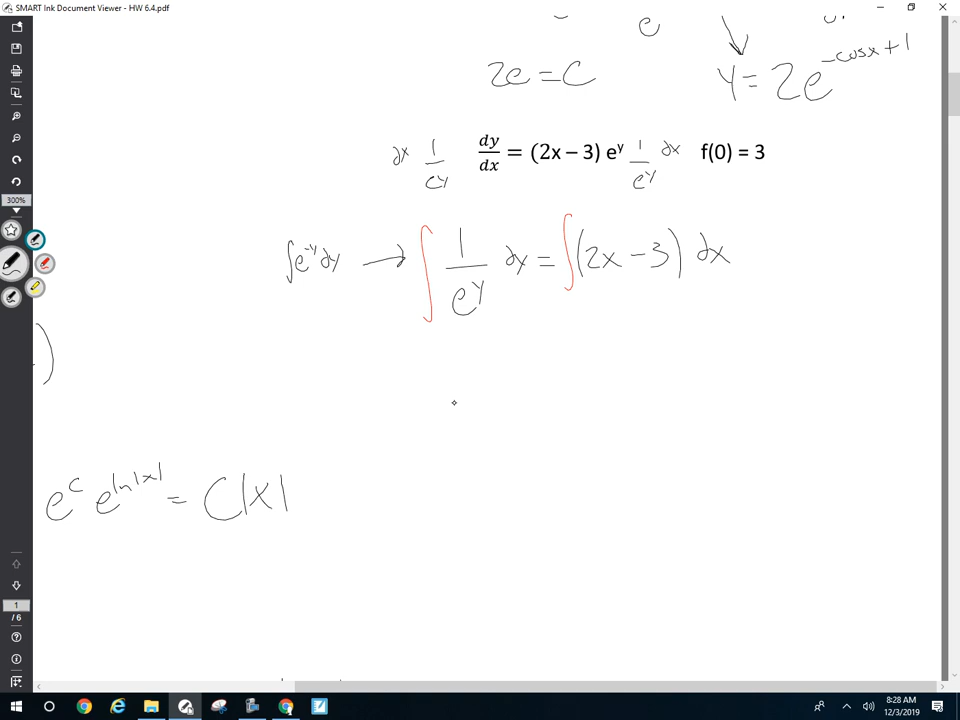 SMART Ink Document Viewer - HW 6.4.pdf
e
2e = C
y = 2e^{-cosx+1}
dx 1/e^y dy/dx = (2x – 3) e^y 1/e^y dx f(0) = 3
∫e^{-y}dy → ∫ 1/e^y dy = ∫(2x - 3) dx
)
e^c e^{ln|x|} = C|x|
300%
1
/ 6
8:28 AM
12/3/2019